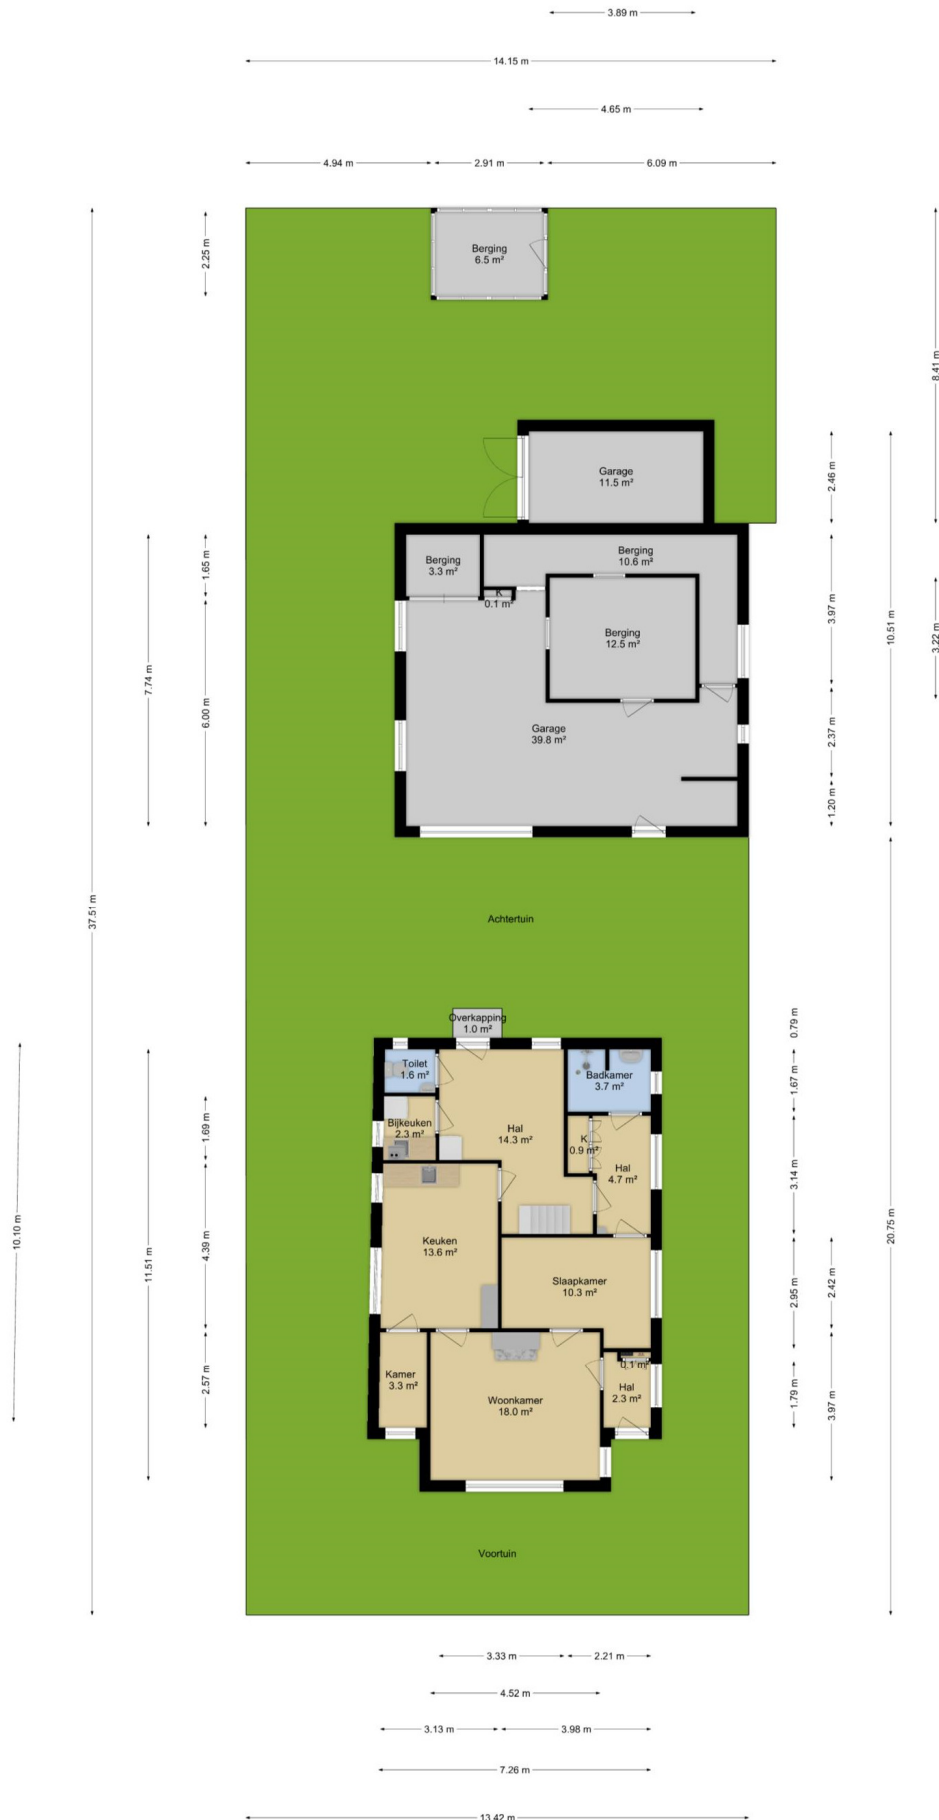 3.89 m
14.15 m
4.65 m
4.94 m
2.91 m
6.09 m
2.25 m
Berging
6.5 m²
8.41 m
Garage
11.5 m²
2.46 m
1.65 m
Berging
3.3 m²
Berging
10.6 m²
K
0.1 m²
Berging
12.5 m²
3.97 m
10.51 m
3.22 m
7.74 m
6.00 m
Garage
39.8 m²
2.37 m
1.20 m
37.51 m
Achtertuin
Overkapping
1.0 m²
0.79 m
Toilet
1.6 m²
Badkamer
3.7 m²
1.67 m
1.69 m
Bijkeuken
2.3 m²
Hal
14.3 m²
K
0.9 m²
Hal
4.7 m²
3.14 m
20.75 m
10.10 m
11.51 m
4.39 m
Keuken
13.6 m²
Slaapkamer
10.3 m²
2.95 m
2.42 m
2.57 m
Kamer
3.3 m²
Woonkamer
18.0 m²
0.1 m²
Hal
2.3 m²
1.79 m
3.97 m
Voortuin
3.33 m
2.21 m
4.52 m
3.13 m
3.98 m
7.26 m
13.42 m